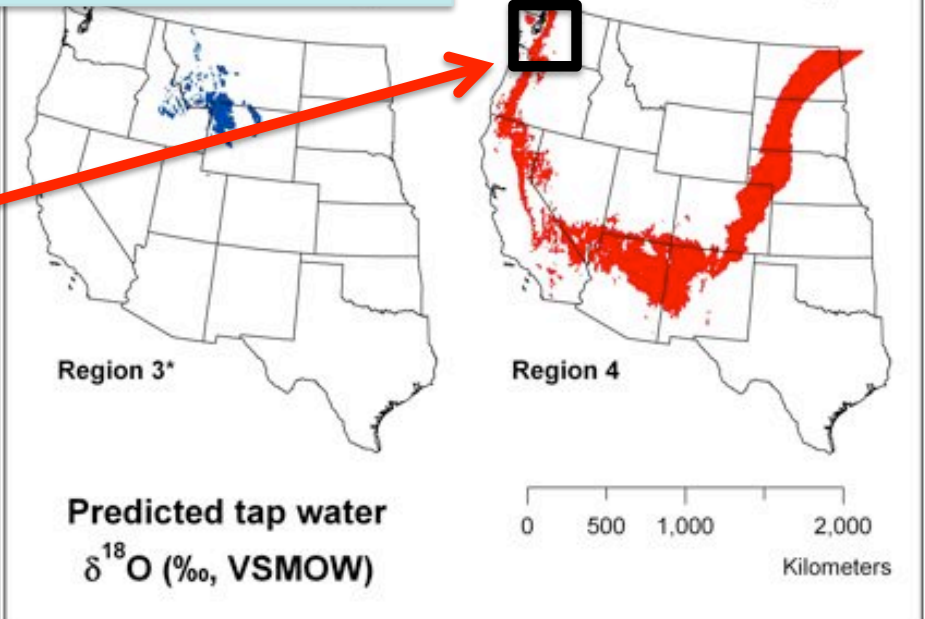 Region 3*
Region 4
Predicted tap water
δ¹⁸O (‰, VSMOW)
0 500 1,000 2,000
Kilometers